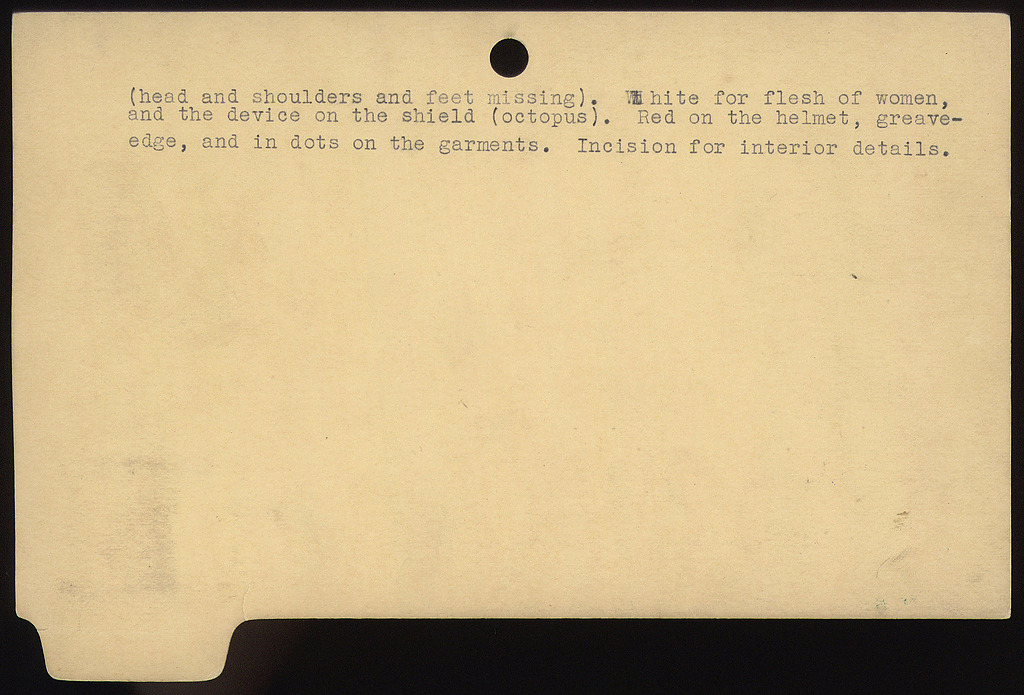 (head and shoulders and feet missing). White for flesh of women,
and the device on the shield (octopus). Red on the helmet, greave-
edge, and in dots on the garments. Incision for interior details.